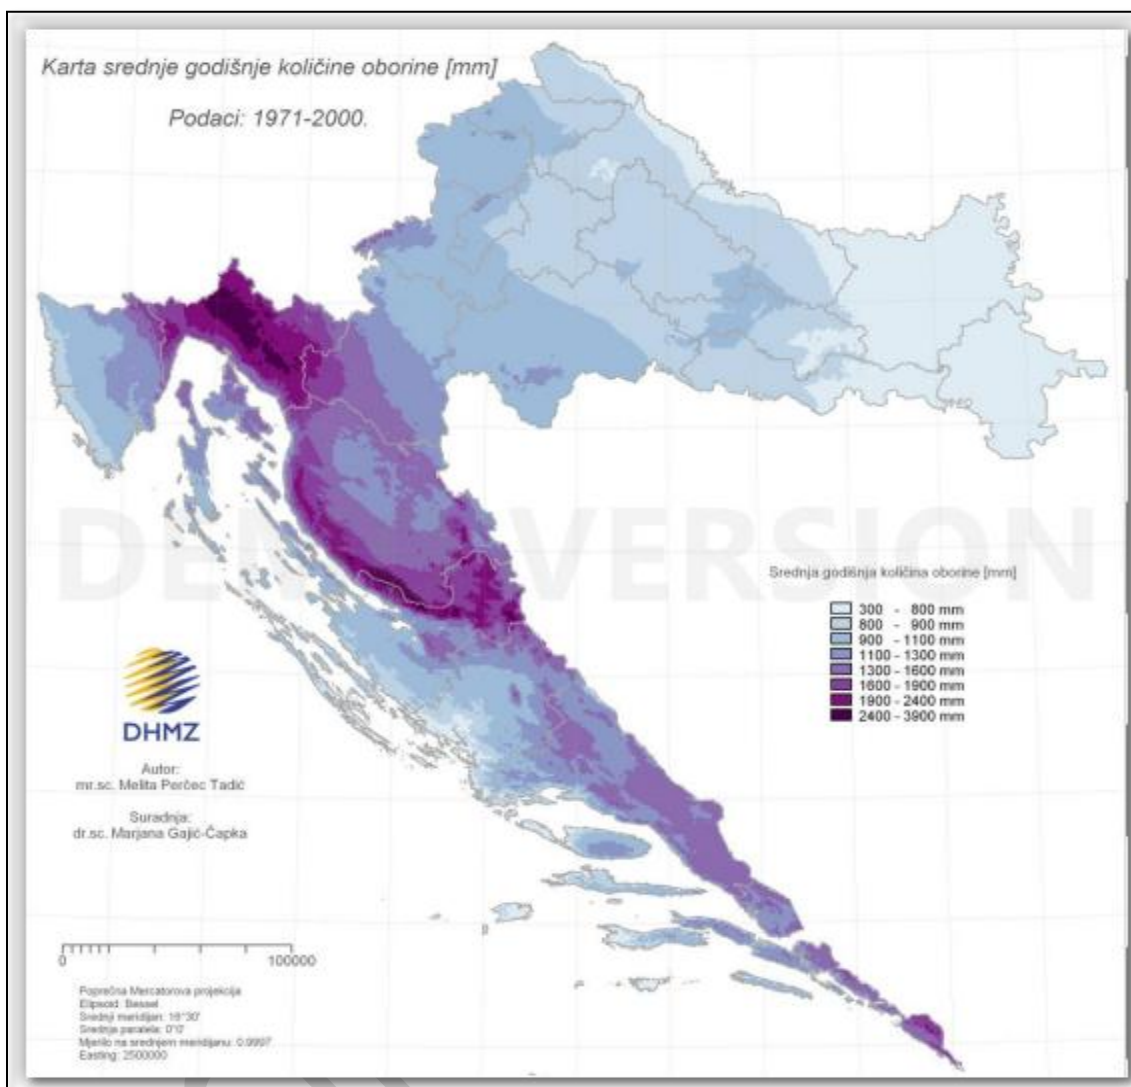 Karta srednje godišnje količine oborine [mm]
Podaci: 1971-2000.
DEMO VERSION
Srednja godišnja količina oborine [mm]
300 - 800 mm
800 - 900 mm
900 - 1100 mm
1100 - 1300 mm
1300 - 1600 mm
1600 - 1900 mm
1900 - 2400 mm
2400 - 3900 mm
DHMZ
Autor:
mr.sc. Melita Perčec Tadić
Suradnja:
dr.sc. Marjana Gajić-Čapka
0 100000
Poprečna Mercatorova projekcija
Elipsoid: Bessel
Srednji meridijan: 16°30'
Srednja paralela: 0°0'
Mjerilo na srednjem meridijanu: 0.9997
Easting: 2500000